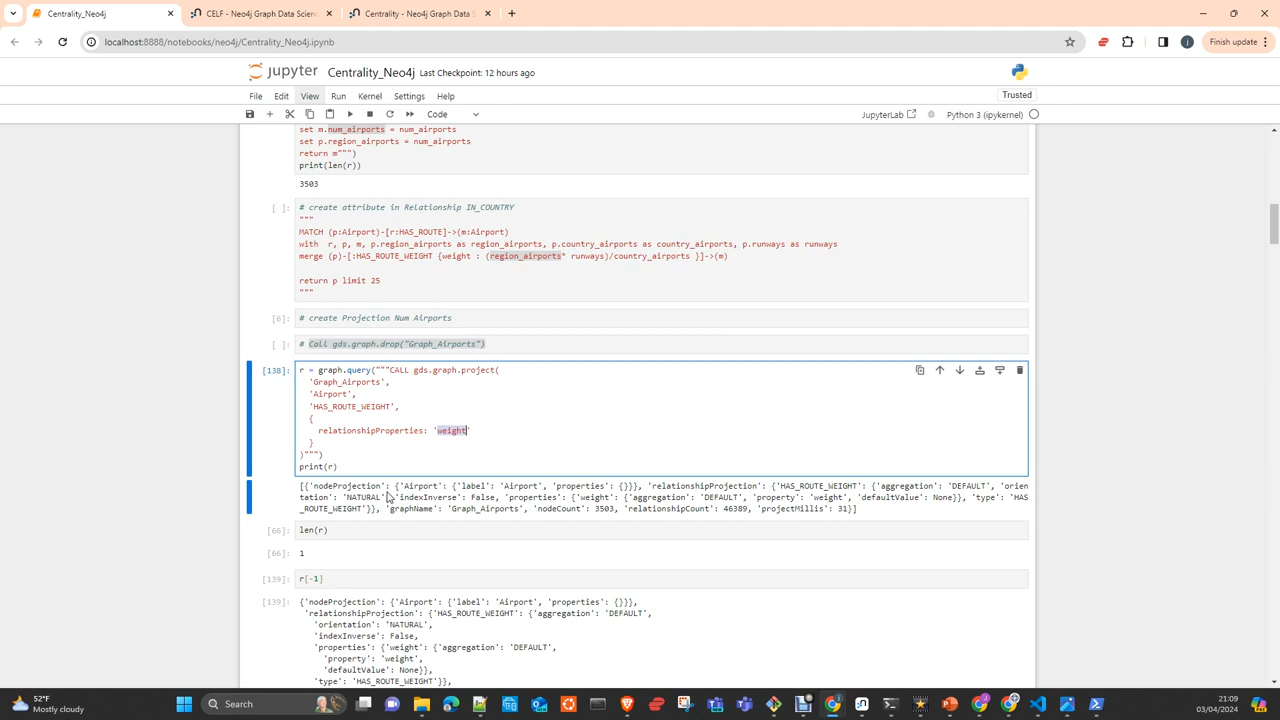 Centrality_Neo4j
CELF - Neo4j Graph Data Scien
Centrality - Neo4j Graph Data S
localhost:8888/notebooks/neo4j/Centrality_Neo4j.ipynb
Finish update
jupyter Centrality_Neo4j Last Checkpoint: 12 hours ago
File Edit View Run Kernel Settings Help
Trusted
Code
JupyterLab
Python 3 (ipykernel)
set m.num_airports = num_airports
set p.region_airports = num_airports
return m""")
print(len(r))
3503
[ ]: # create attribute in Relationship IN_COUNTRY
"""
MATCH (p:Airport)-[r:HAS_ROUTE]->(m:Airport)
with r, p, m, p.region_airports as region_airports, p.country_airports as country_airports, p.runways as runways
merge (p)-[:HAS_ROUTE_WEIGHT {weight : (region_airports* runways)/country_airports }]->(m)
return p limit 25
"""
[6]: # create Projection Num Airports
[ ]: # Call gds.graph.drop("Graph_Airports")
[138]: r = graph.query("""CALL gds.graph.project(
'Graph_Airports',
'Airport',
'HAS_ROUTE_WEIGHT',
{
relationshipProperties: 'weight'
}
)""")
print(r)
[{'nodeProjection': {'Airport': {'label': 'Airport', 'properties': {}}}, 'relationshipProjection': {'HAS_ROUTE_WEIGHT': {'aggregation': 'DEFAULT', 'orien
tation': 'NATURAL', 'indexInverse': False, 'properties': {'weight': {'aggregation': 'DEFAULT', 'property': 'weight', 'defaultValue': None}}, 'type': 'HAS
_ROUTE_WEIGHT'}}, 'graphName': 'Graph_Airports', 'nodeCount': 3503, 'relationshipCount': 46389, 'projectMillis': 31}]
[66]: len(r)
[66]: 1
[139]: r[-1]
[139]: {'nodeProjection': {'Airport': {'label': 'Airport', 'properties': {}}},
'relationshipProjection': {'HAS_ROUTE_WEIGHT': {'aggregation': 'DEFAULT',
'orientation': 'NATURAL',
'indexInverse': False,
'properties': {'weight': {'aggregation': 'DEFAULT',
'property': 'weight',
'defaultValue': None}},
'type': 'HAS_ROUTE_WEIGHT'}},
52°F
Mostly cloudy
Search
21:09
03/04/2024